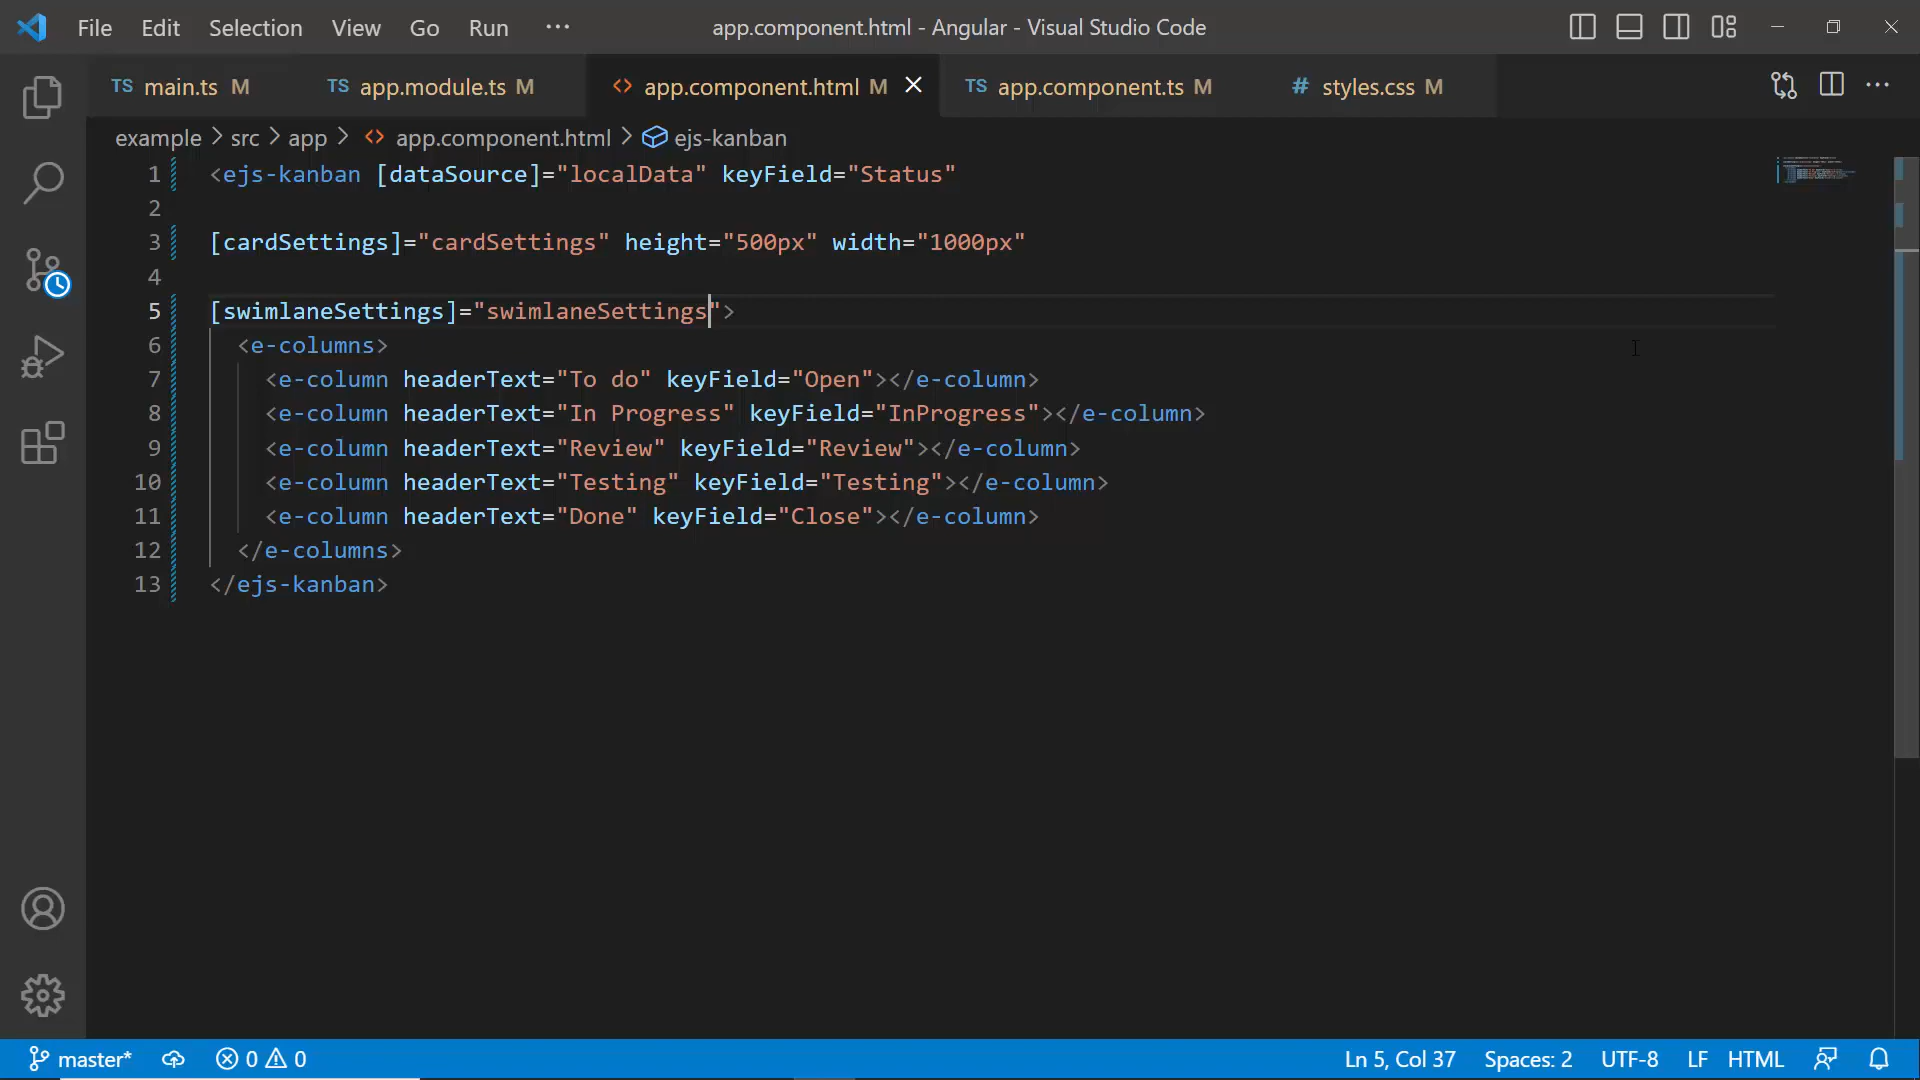 File Edit Selection View Go Run ··· app.component.html - Angular - Visual Studio Code
TS main.ts M TS app.module.ts M <> app.component.html M TS app.component.ts M # styles.css M ···
example > src > app > <> app.component.html > ejs-kanban
1 <ejs-kanban [dataSource]="localData" keyField="Status"
2
3 [cardSettings]="cardSettings" height="500px" width="1000px"
4
5 [swimlaneSettings]="swimlaneSettings">
6 <e-columns>
7 <e-column headerText="To do" keyField="Open"></e-column>
8 <e-column headerText="In Progress" keyField="InProgress"></e-column>
9 <e-column headerText="Review" keyField="Review"></e-column>
10 <e-column headerText="Testing" keyField="Testing"></e-column>
11 <e-column headerText="Done" keyField="Close"></e-column>
12 </e-columns>
13 </ejs-kanban>
master* 0 0 Ln 5, Col 37 Spaces: 2 UTF-8 LF HTML